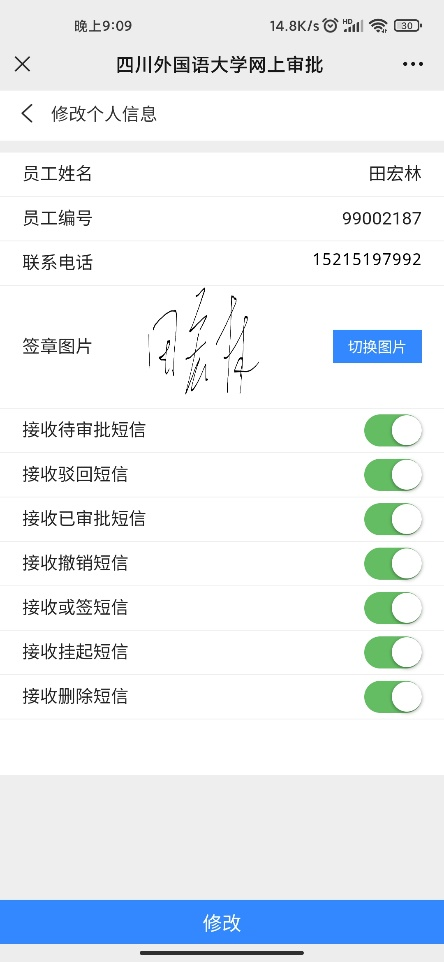 晚上9:09 14.8K/s HD 30
四川外国语大学网上审批
修改个人信息
员工姓名 田宏林
员工编号 99002187
联系电话 15215197992
签章图片 田宏林 切换图片
接收待审批短信
接收驳回短信
接收已审批短信
接收撤销短信
接收或签短信
接收挂起短信
接收删除短信
修改